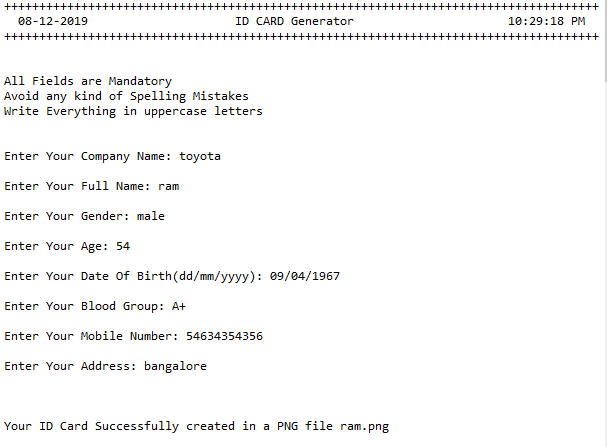 +++++++++++++++++++++++++++++++++++++++++++++++++++++++++++++++++++++++++++++++++++++
08-12-2019 ID CARD Generator 10:29:18 PM
+++++++++++++++++++++++++++++++++++++++++++++++++++++++++++++++++++++++++++++++++++++
All Fields are Mandatory
Avoid any kind of Spelling Mistakes
Write Everything in uppercase letters
Enter Your Company Name: toyota
Enter Your Full Name: ram
Enter Your Gender: male
Enter Your Age: 54
Enter Your Date Of Birth(dd/mm/yyyy): 09/04/1967
Enter Your Blood Group: A+
Enter Your Mobile Number: 54634354356
Enter Your Address: bangalore
Your ID Card Successfully created in a PNG file ram.png